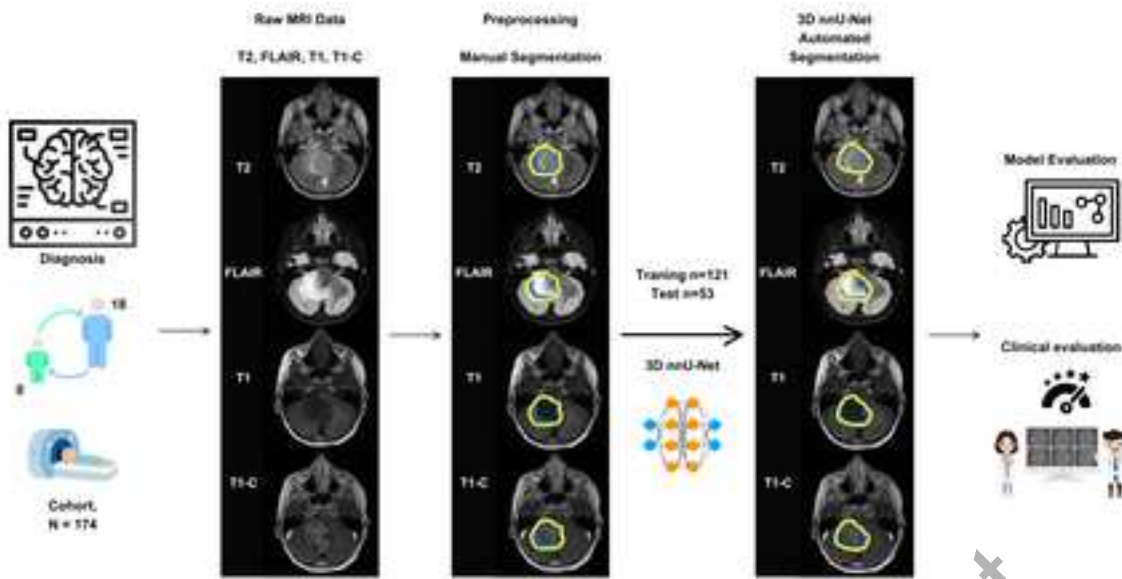 Raw MRI Data
T2, FLAIR, T1, T1-C
Preprocessing
Manual Segmentation
3D nnU-Net
Automated
Segmentation
Diagnosis
18
Cohort,
N = 174
T2
FLAIR
T1
T1-C
T2
FLAIR
T1
T1-C
Traning n=121
Test n=53
3D nnU-Net
T2
FLAIR
T1
T1-C
Model Evaluation
Clinical evaluation